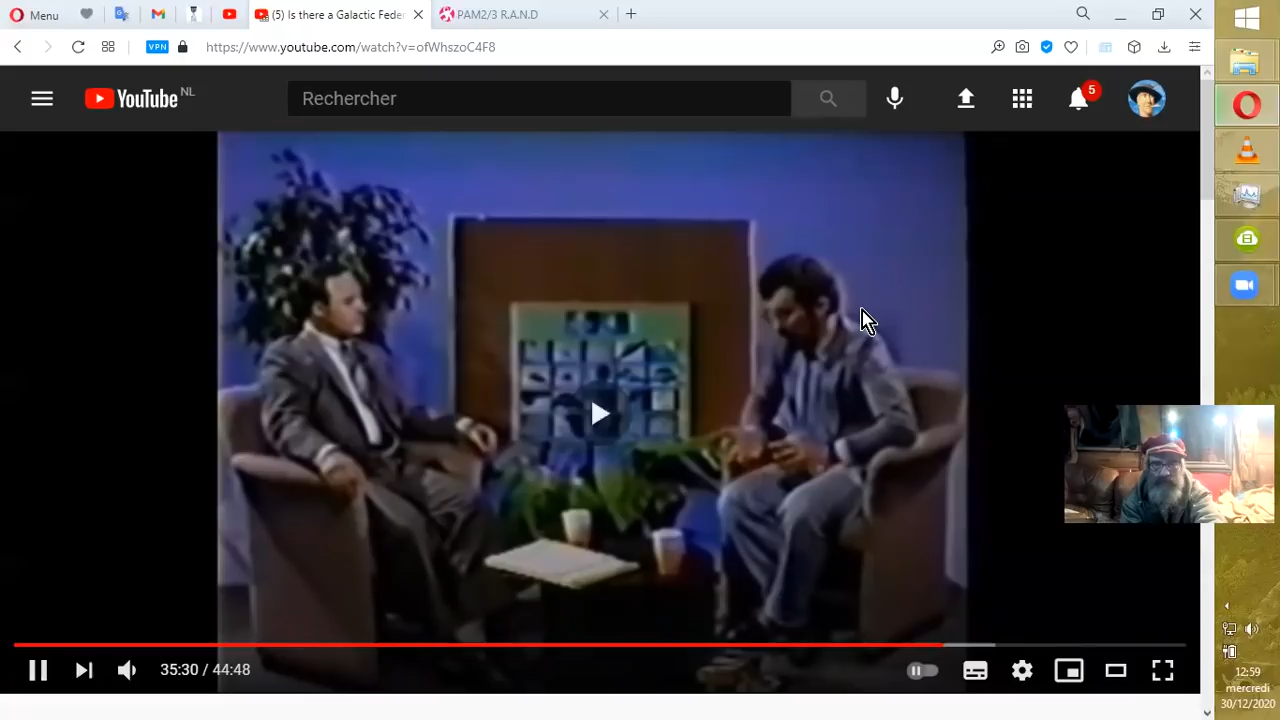 Menu
(5) Is there a Galactic Feder
PAM2/3 R.A.N.D
VPN
https://www.youtube.com/watch?v=ofWhszoC4F8
YouTube NL
Rechercher
5
35:30 / 44:48
12:59
mercredi
30/12/2020